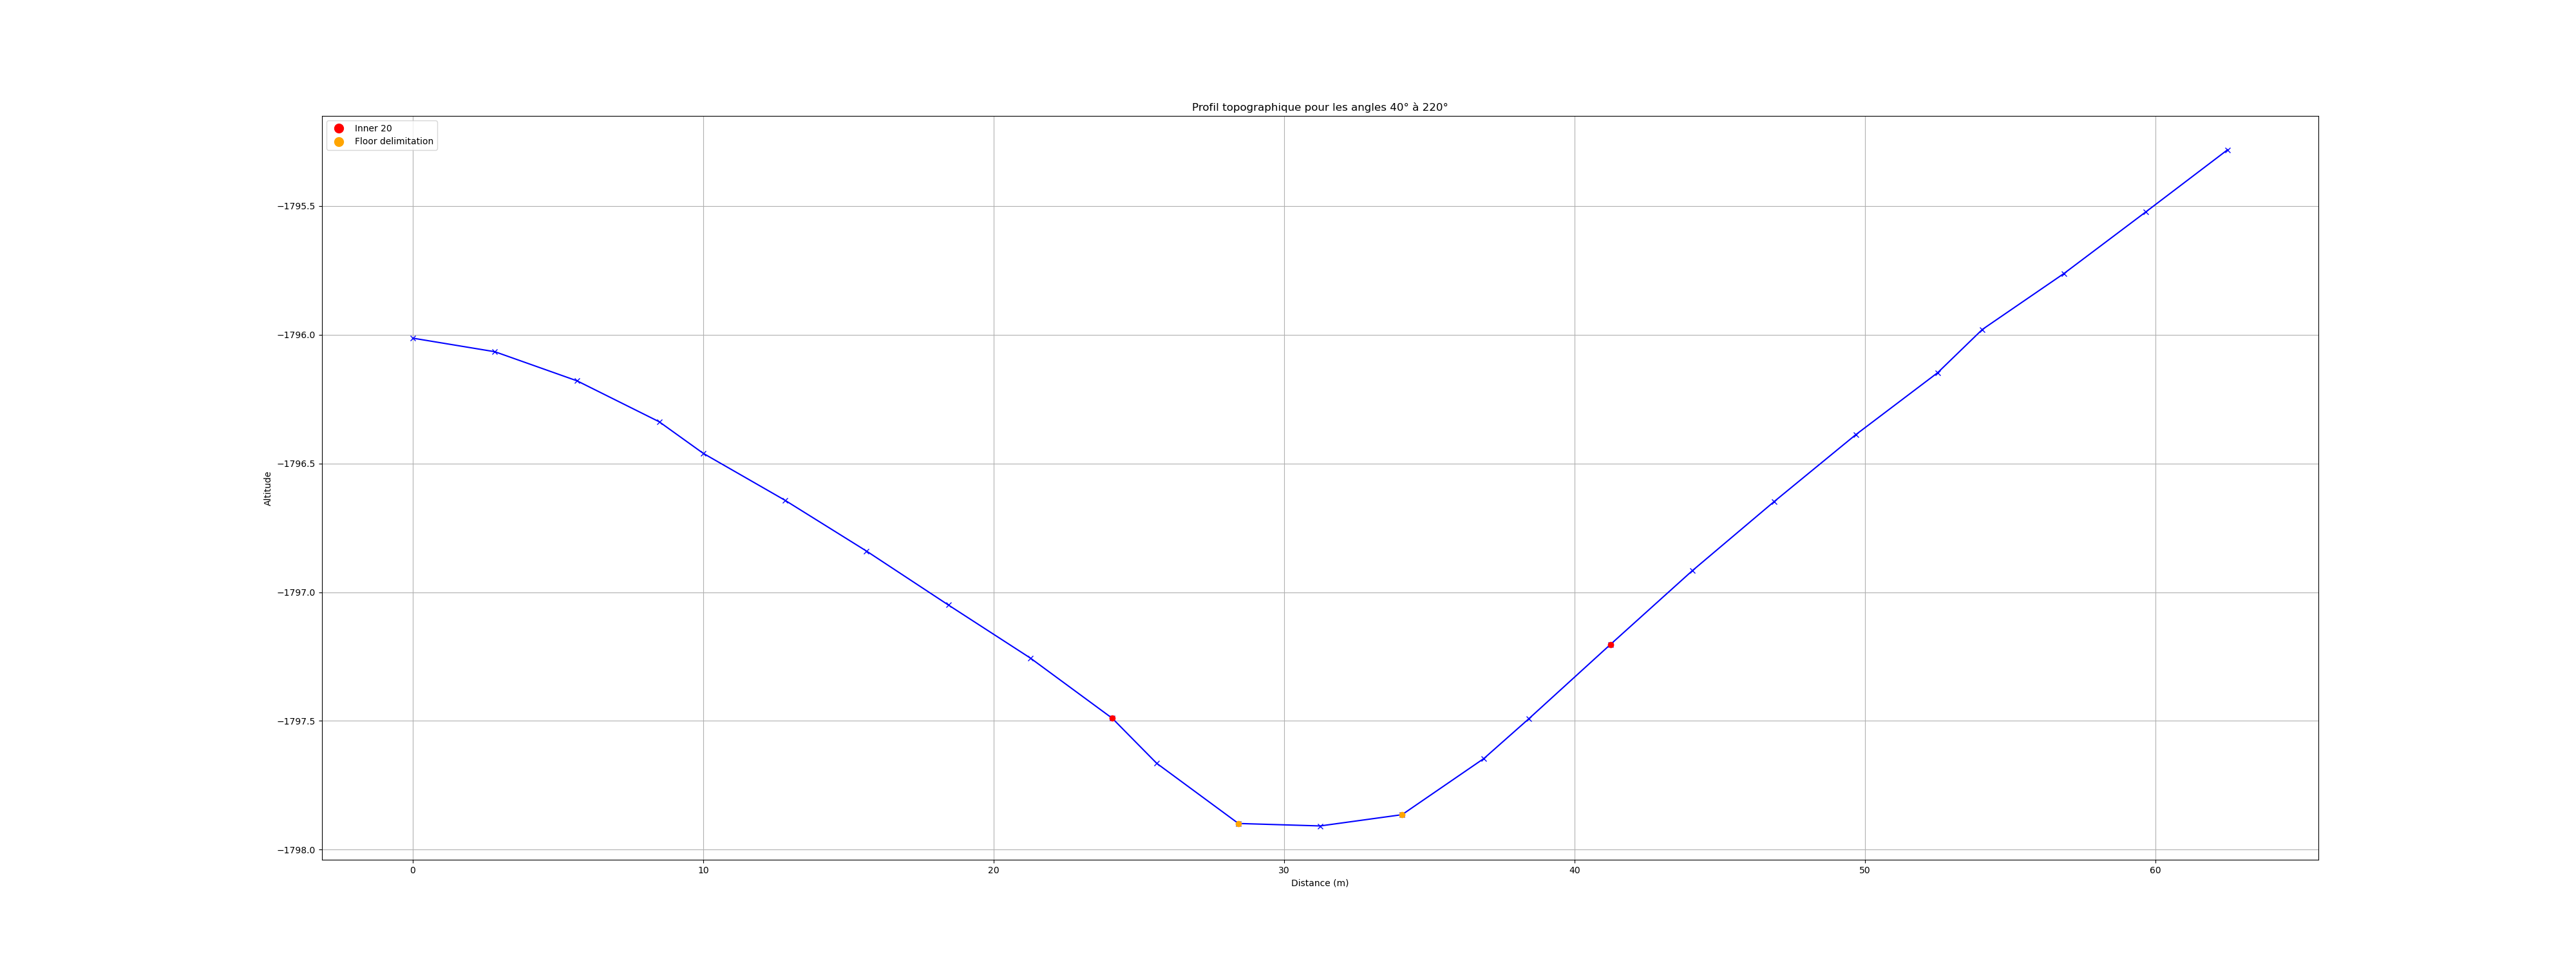 Profil topographique pour les angles 40° à 220°
Inner 20
Floor delimitation
−1795.5
−1796.0
−1796.5
−1797.0
−1797.5
−1798.0
Altitude
0 10 20 30 40 50 60
Distance (m)